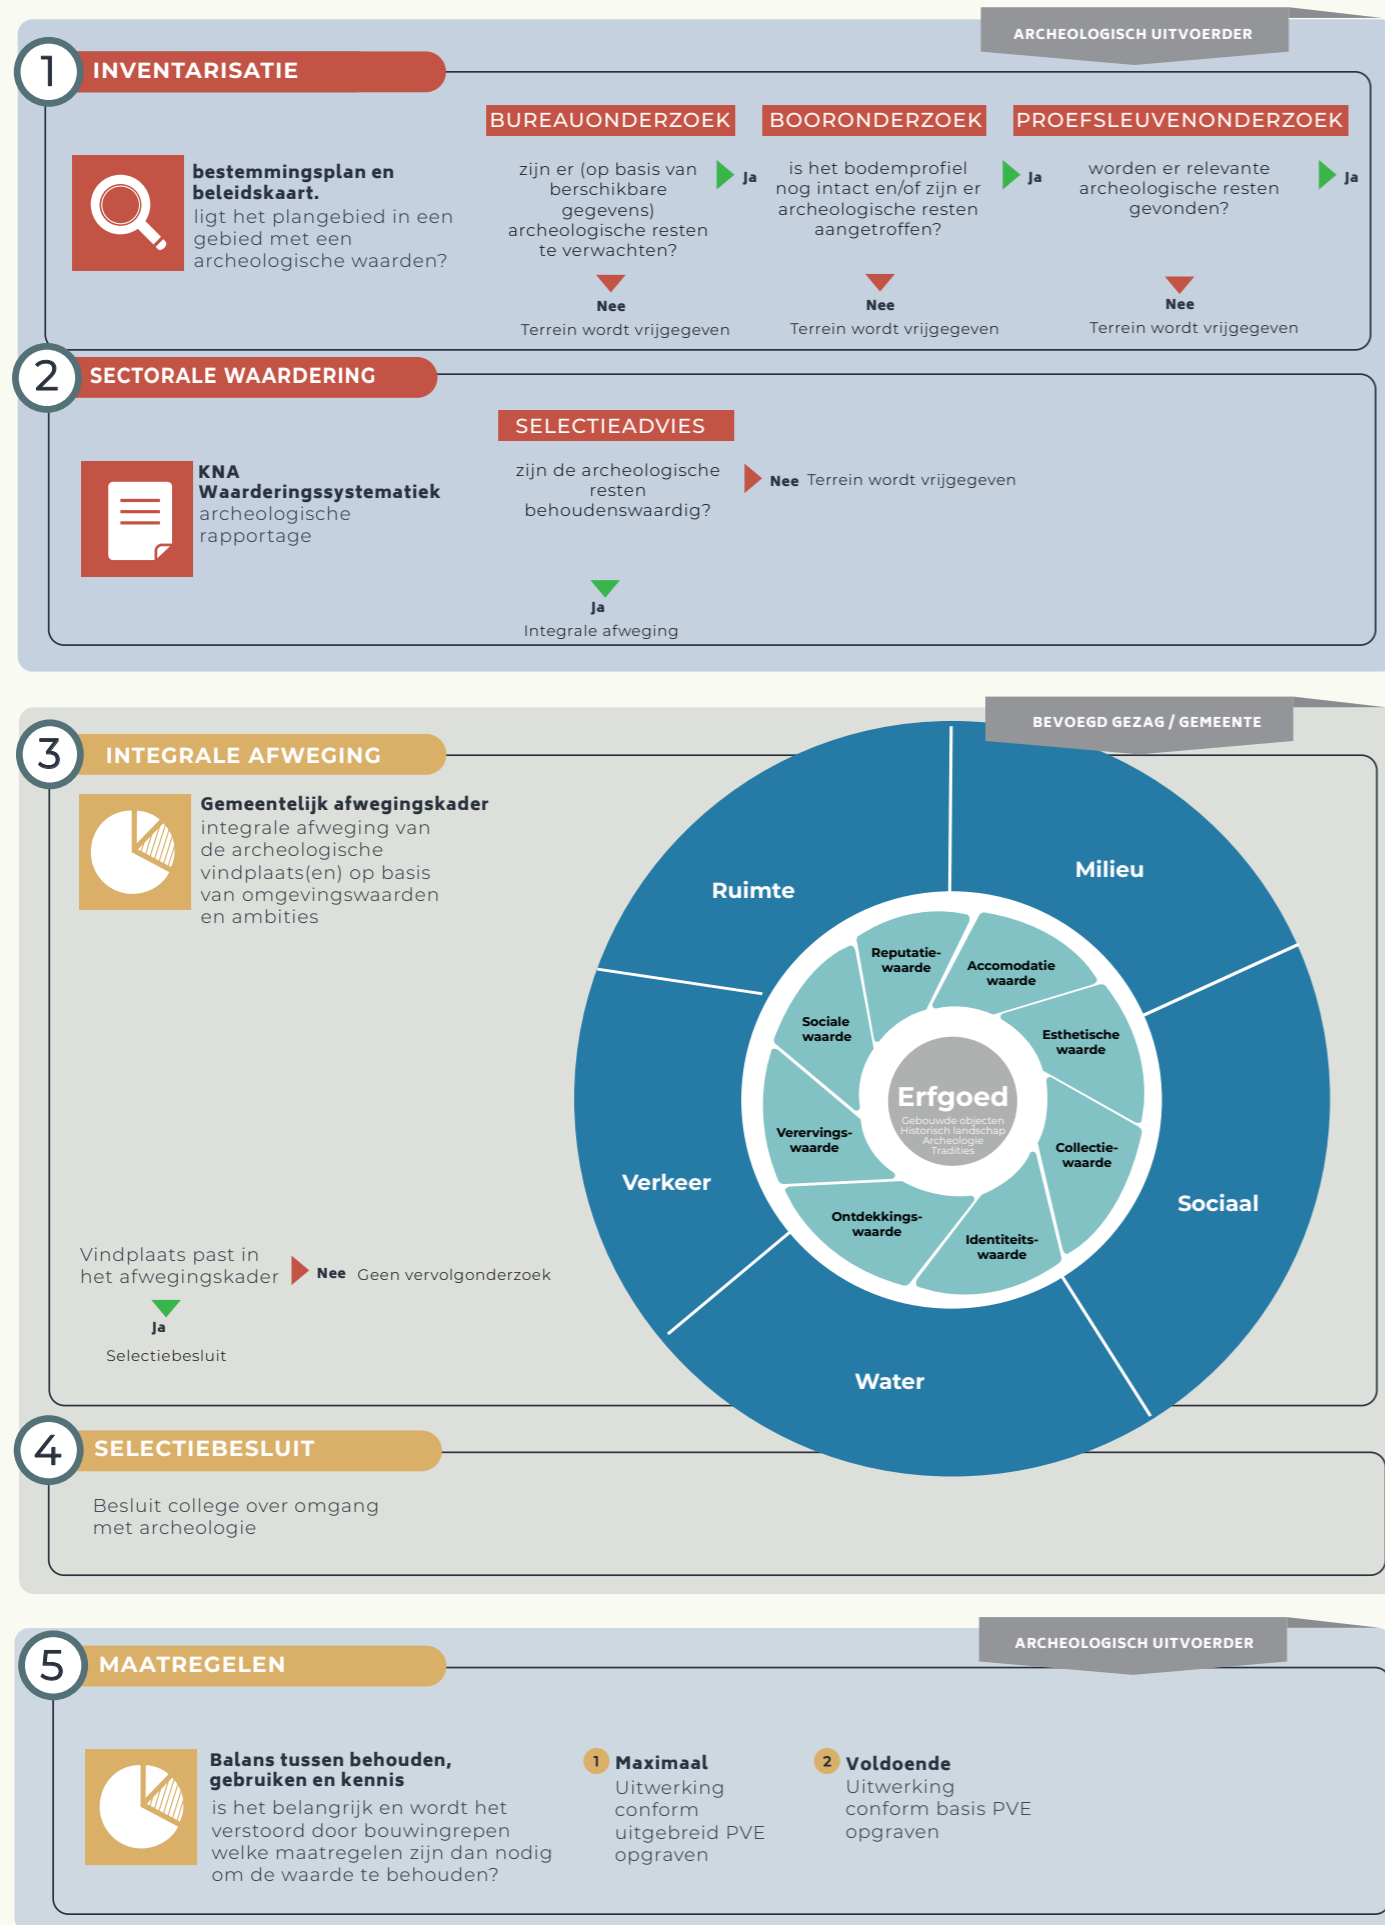 ARCHEOLOGISCH UITVOERDER
1
INVENTARISATIE
bestemmingsplan en
beleidskaart.
ligt het plangebied in een
gebied met een
archeologische waarden?
BUREAUONDERZOEK
zijn er (op basis van
berschikbare
gegevens)
archeologische resten
te verwachten?
Ja
Nee
Terrein wordt vrijgegeven
BOORONDERZOEK
is het bodemprofiel
nog intact en/of zijn er
archeologische resten
aangetroffen?
Ja
Nee
Terrein wordt vrijgegeven
PROEFSLEUVENONDERZOEK
worden er relevante
archeologische resten
gevonden?
Ja
Nee
Terrein wordt vrijgegeven
2
SECTORALE WAARDERING
KNA
Waarderingssystematiek
archeologische
rapportage
SELECTIEADVIES
zijn de archeologische
resten
behoudenswaardig?
Nee Terrein wordt vrijgegeven
Ja
Integrale afweging
BEVOEGD GEZAG / GEMEENTE
3
INTEGRALE AFWEGING
Gemeentelijk afwegingskader
integrale afweging van
de archeologische
vindplaats(en) op basis
van omgevingswaarden
en ambities
Vindplaats past in
het afwegingskader
Nee Geen vervolgonderzoek
Ja
Selectiebesluit
Ruimte
Milieu
Sociaal
Water
Verkeer
Reputatie-
waarde
Accomodatie
waarde
Esthetische
waarde
Collectie-
waarde
Identiteits-
waarde
Ontdekkings-
waarde
Verervings-
waarde
Sociale
waarde
Erfgoed
Gebouwde objecten
Historisch landschap
Archeologie
Tradities
4
SELECTIEBESLUIT
Besluit college over omgang
met archeologie
ARCHEOLOGISCH UITVOERDER
5
MAATREGELEN
Balans tussen behouden,
gebruiken en kennis
is het belangrijk en wordt het
verstoord door bouwingrepen
welke maatregelen zijn dan nodig
om de waarde te behouden?
1 Maximaal
Uitwerking
conform
uitgebreid PVE
opgraven
2 Voldoende
Uitwerking
conform basis PVE
opgraven